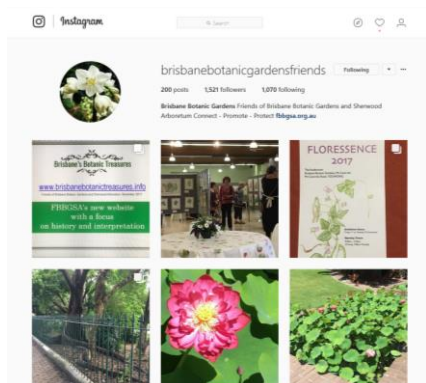 Instagram
Search
brisbanebotanicgardensfriends Following
200 posts 1,521 followers 1,070 following
Brisbane Botanic Gardens Friends of Brisbane Botanic Gardens and Sherwood
Arboretum Connect - Promote - Protect fbbgsa.org.au
Brisbane's Botanic Treasures
www.brisbanebotanictreasures.info
FBBGSA's new website
with a focus
on history and interpretation
FLORESSENCE
2017